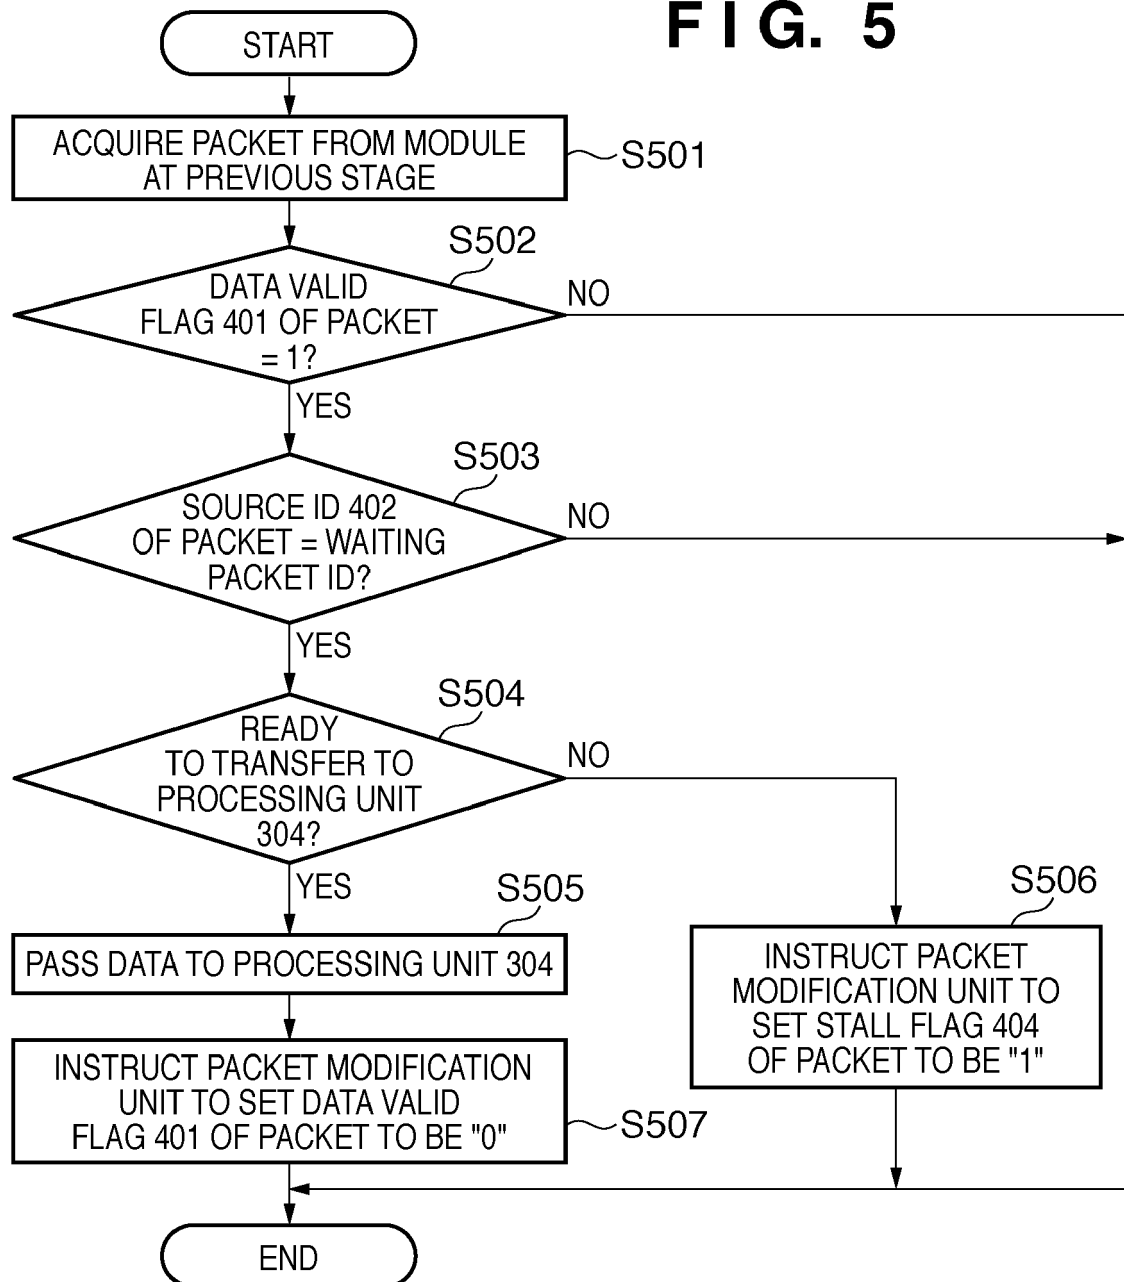 FIG. 5
START
ACQUIRE PACKET FROM MODULE
AT PREVIOUS STAGE
S501
S502
DATA VALID
FLAG 401 OF PACKET
= 1?
NO
YES
S503
SOURCE ID 402
OF PACKET = WAITING
PACKET ID?
NO
YES
S504
READY
TO TRANSFER TO
PROCESSING UNIT
304?
NO
YES
S505
PASS DATA TO PROCESSING UNIT 304
S506
INSTRUCT PACKET
MODIFICATION UNIT TO
SET STALL FLAG 404
OF PACKET TO BE "1"
INSTRUCT PACKET MODIFICATION
UNIT TO SET DATA VALID
FLAG 401 OF PACKET TO BE "0"
S507
END